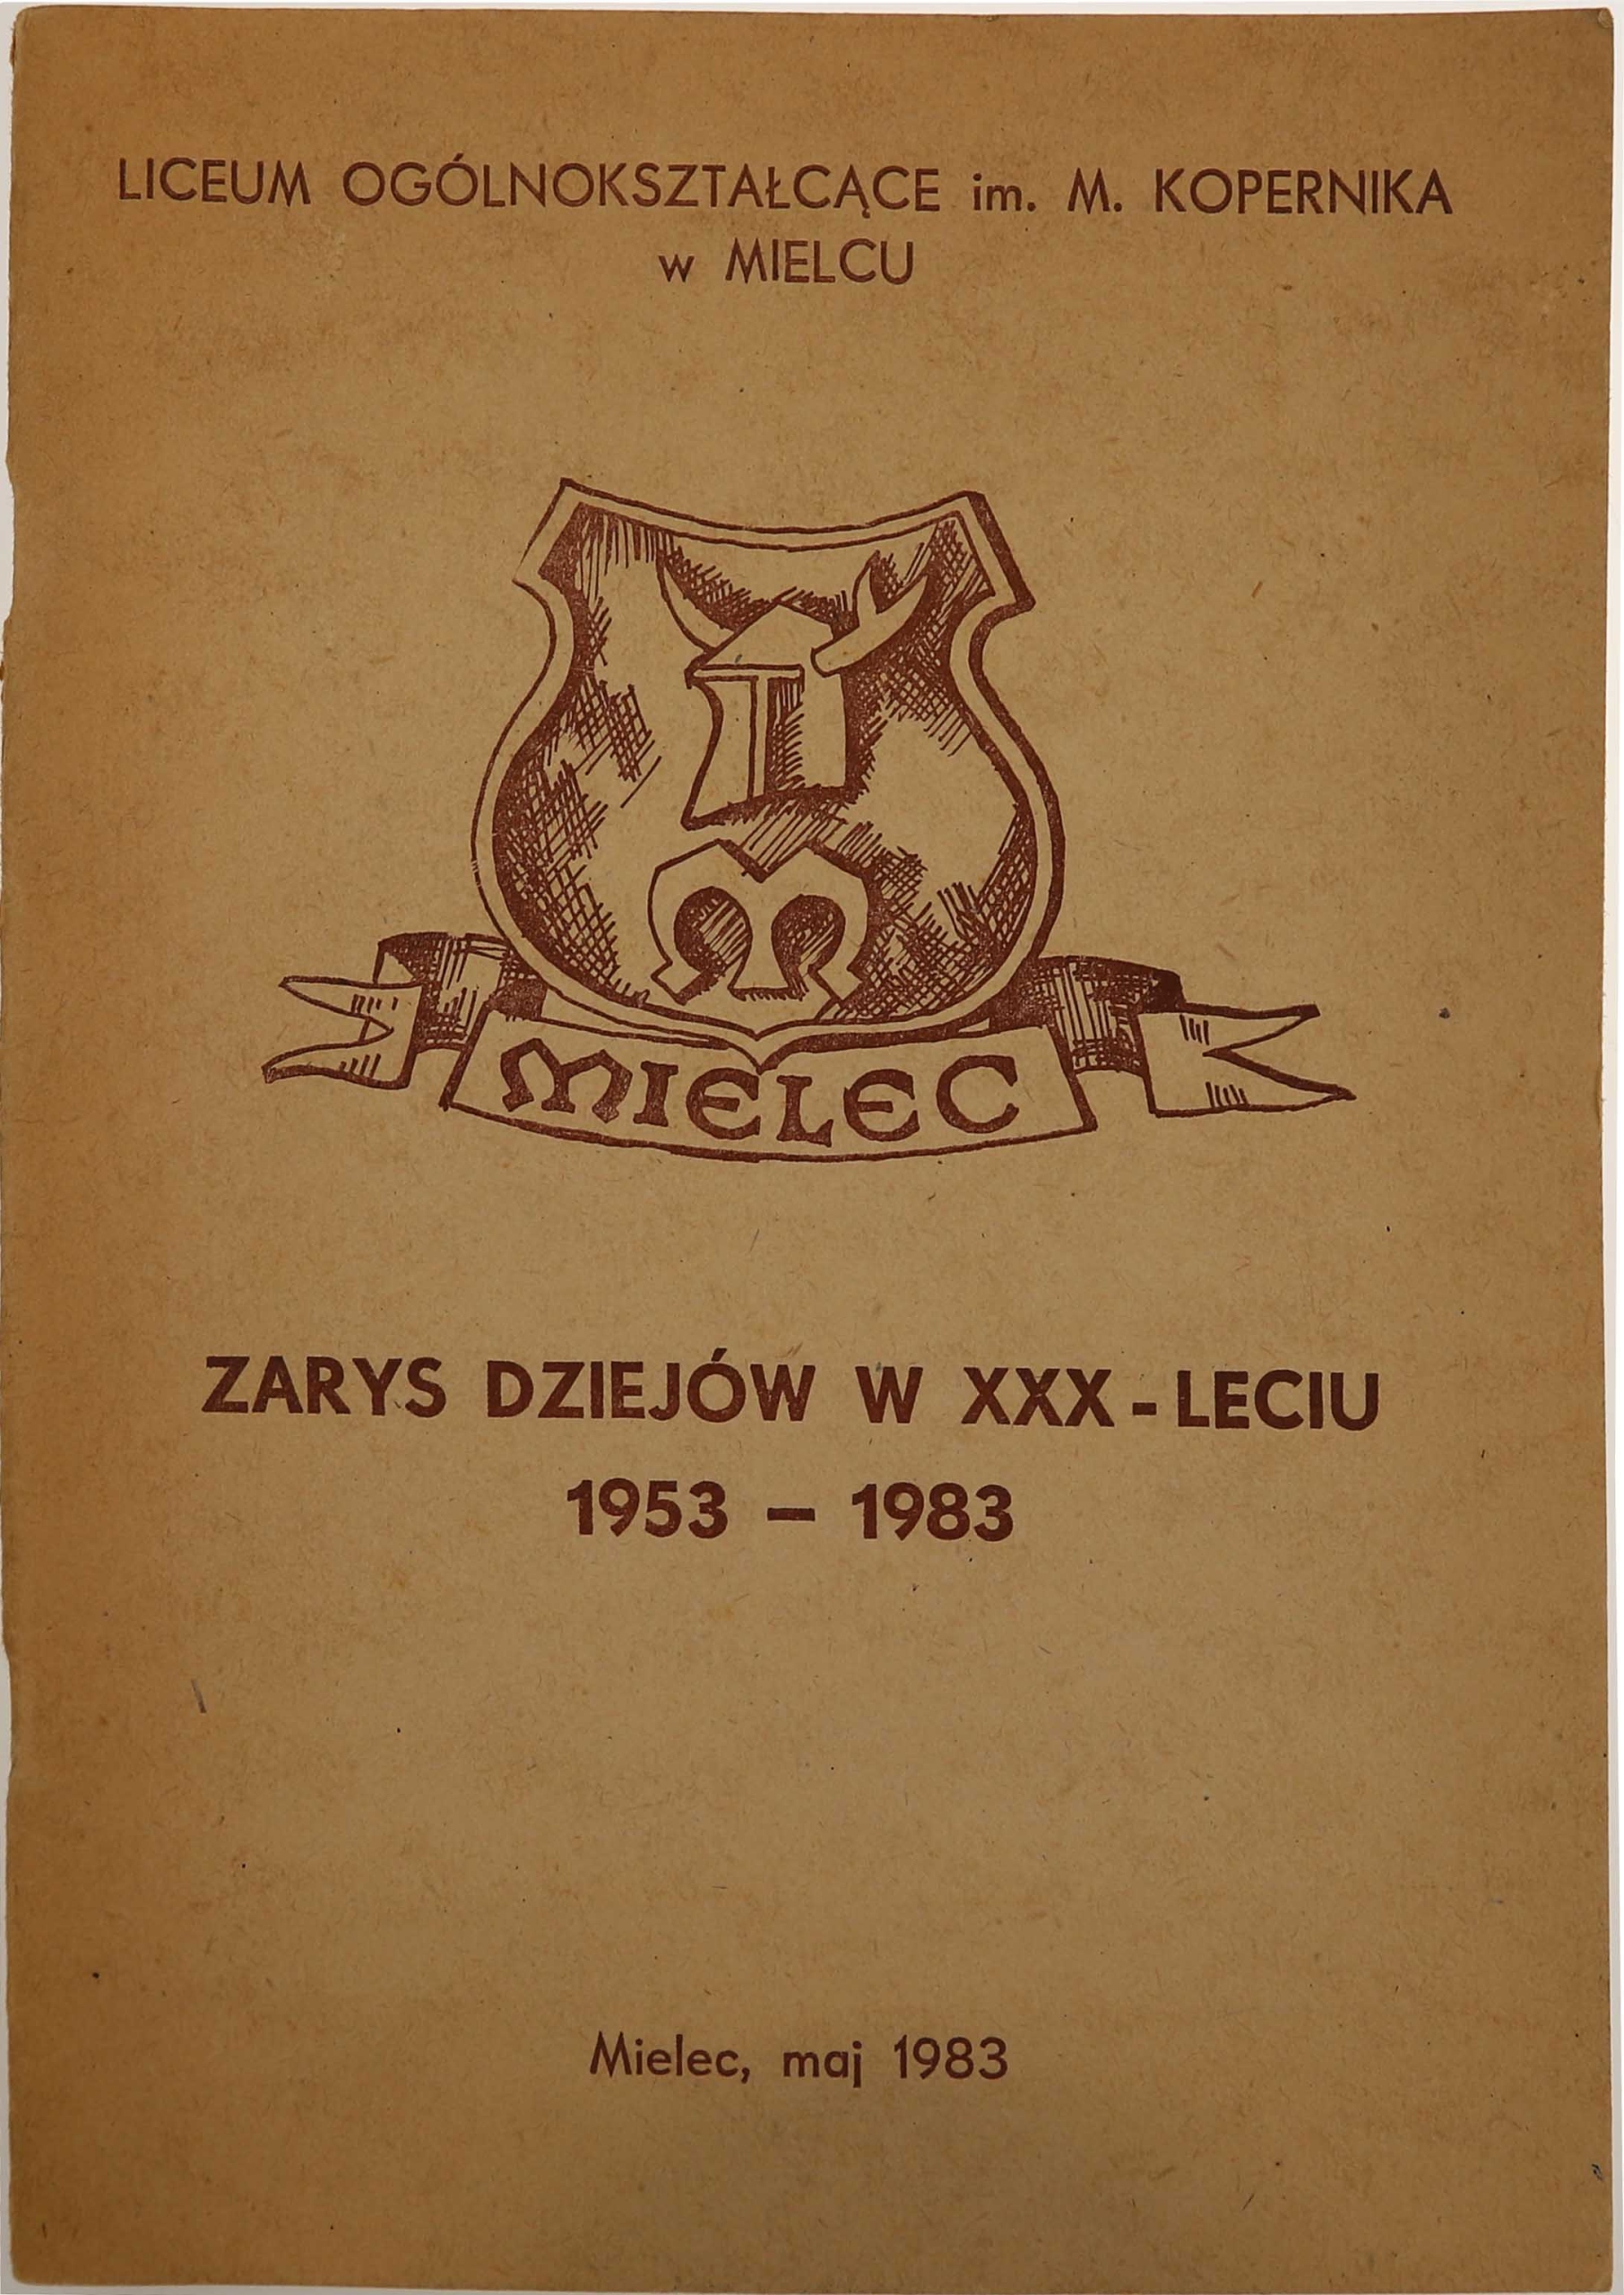 LICEUM OGÓLNOKSZTAŁCĄCE im. M. KOPERNIKA
w MIELCU
MIELEC
ZARYS DZIEJÓW W XXX-LECIU
1953 – 1983
Mielec, maj 1983